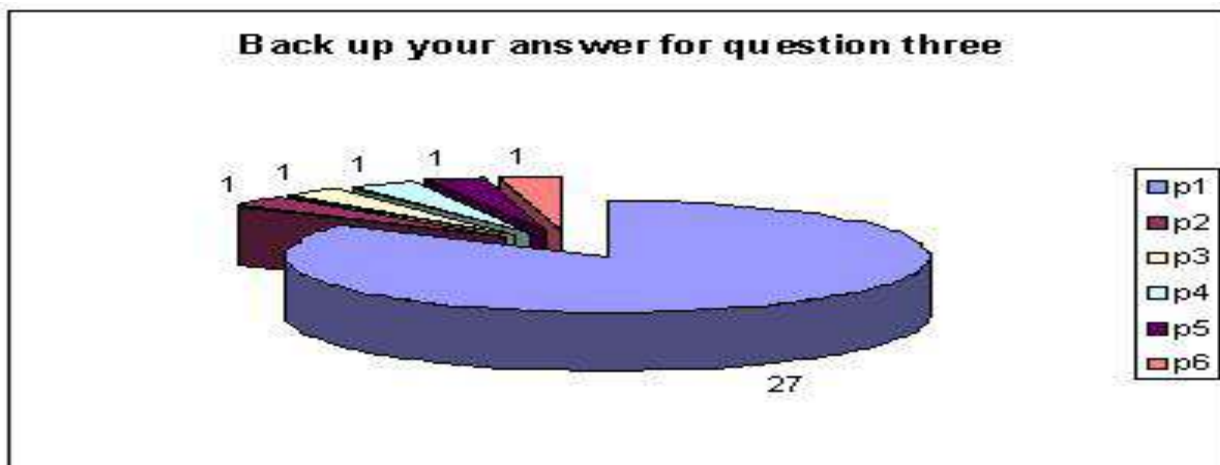 Back up your answer for question three
1
1
1
1
1
27
p1
p2
p3
p4
p5
p6